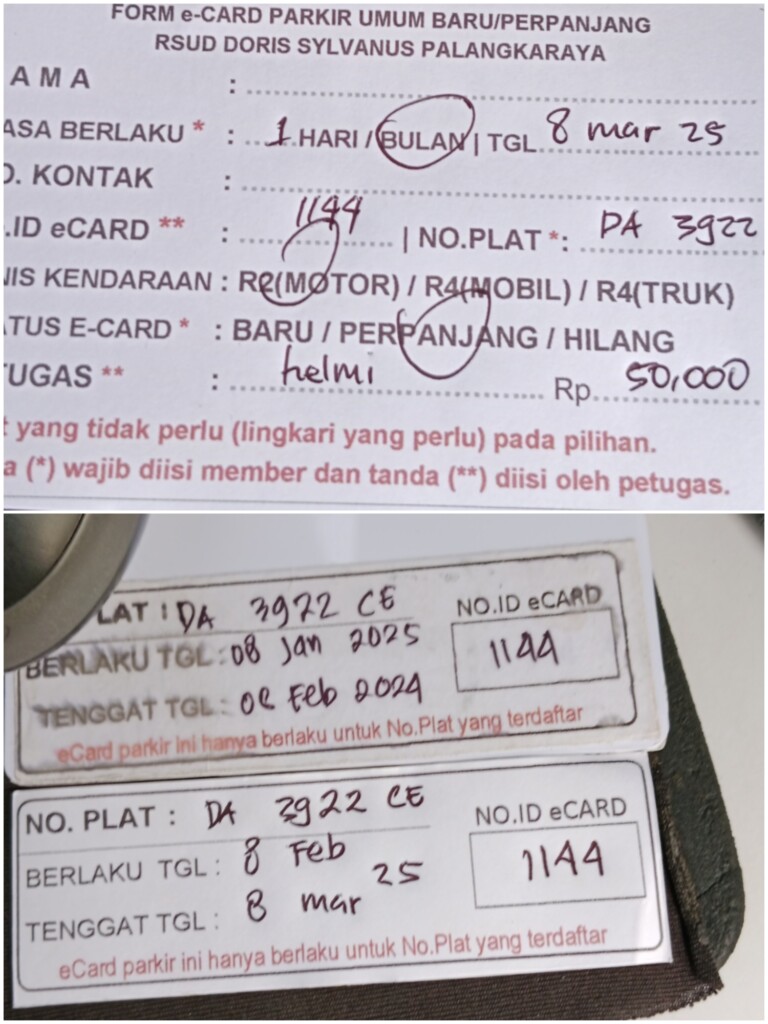 FORM e-CARD PARKIR UMUM BARU/PERPANJANG
RSUD DORIS SYLVANUS PALANGKARAYA
AMA :
ASA BERLAKU * : 1 HARI / BULAN | TGL 8 mar 25
O. KONTAK :
.ID eCARD ** : 1144 | NO.PLAT *: DA 3922
NIS KENDARAAN : R2(MOTOR) / R4(MOBIL) / R4(TRUK)
ATUS E-CARD * : BARU / PERPANJANG / HILANG
UGAS ** : helmi Rp. 50,000
t yang tidak perlu (lingkari yang perlu) pada pilihan.
a (*) wajib diisi member dan tanda (**) diisi oleh petugas.
LAT : DA 3922 CE
NO.ID eCARD
BERLAKU TGL : 08 Jan 2025
1144
TENGGAT TGL : 08 Feb 2024
eCard parkir ini hanya berlaku untuk No.Plat yang terdaftar
NO. PLAT : DA 3922 CE
NO.ID eCARD
BERLAKU TGL : 8 Feb
25
1144
TENGGAT TGL : 8 mar
eCard parkir ini hanya berlaku untuk No.Plat yang terdaftar